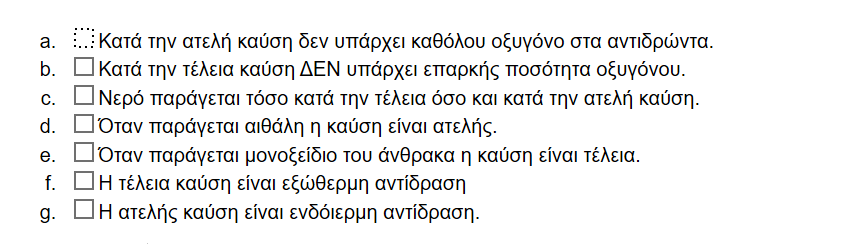 a. Κατά την ατελή καύση δεν υπάρχει καθόλου οξυγόνο στα αντιδρώντα.
b. Κατά την τέλεια καύση ΔΕΝ υπάρχει επαρκής ποσότητα οξυγόνου.
c. Νερό παράγεται τόσο κατά την τέλεια όσο και κατά την ατελή καύση.
d. Όταν παράγεται αιθάλη η καύση είναι ατελής.
e. Όταν παράγεται μονοξείδιο του άνθρακα η καύση είναι τέλεια.
f. Η τέλεια καύση είναι εξώθερμη αντίδραση
g. Η ατελής καύση είναι ενδόιερμη αντίδραση.